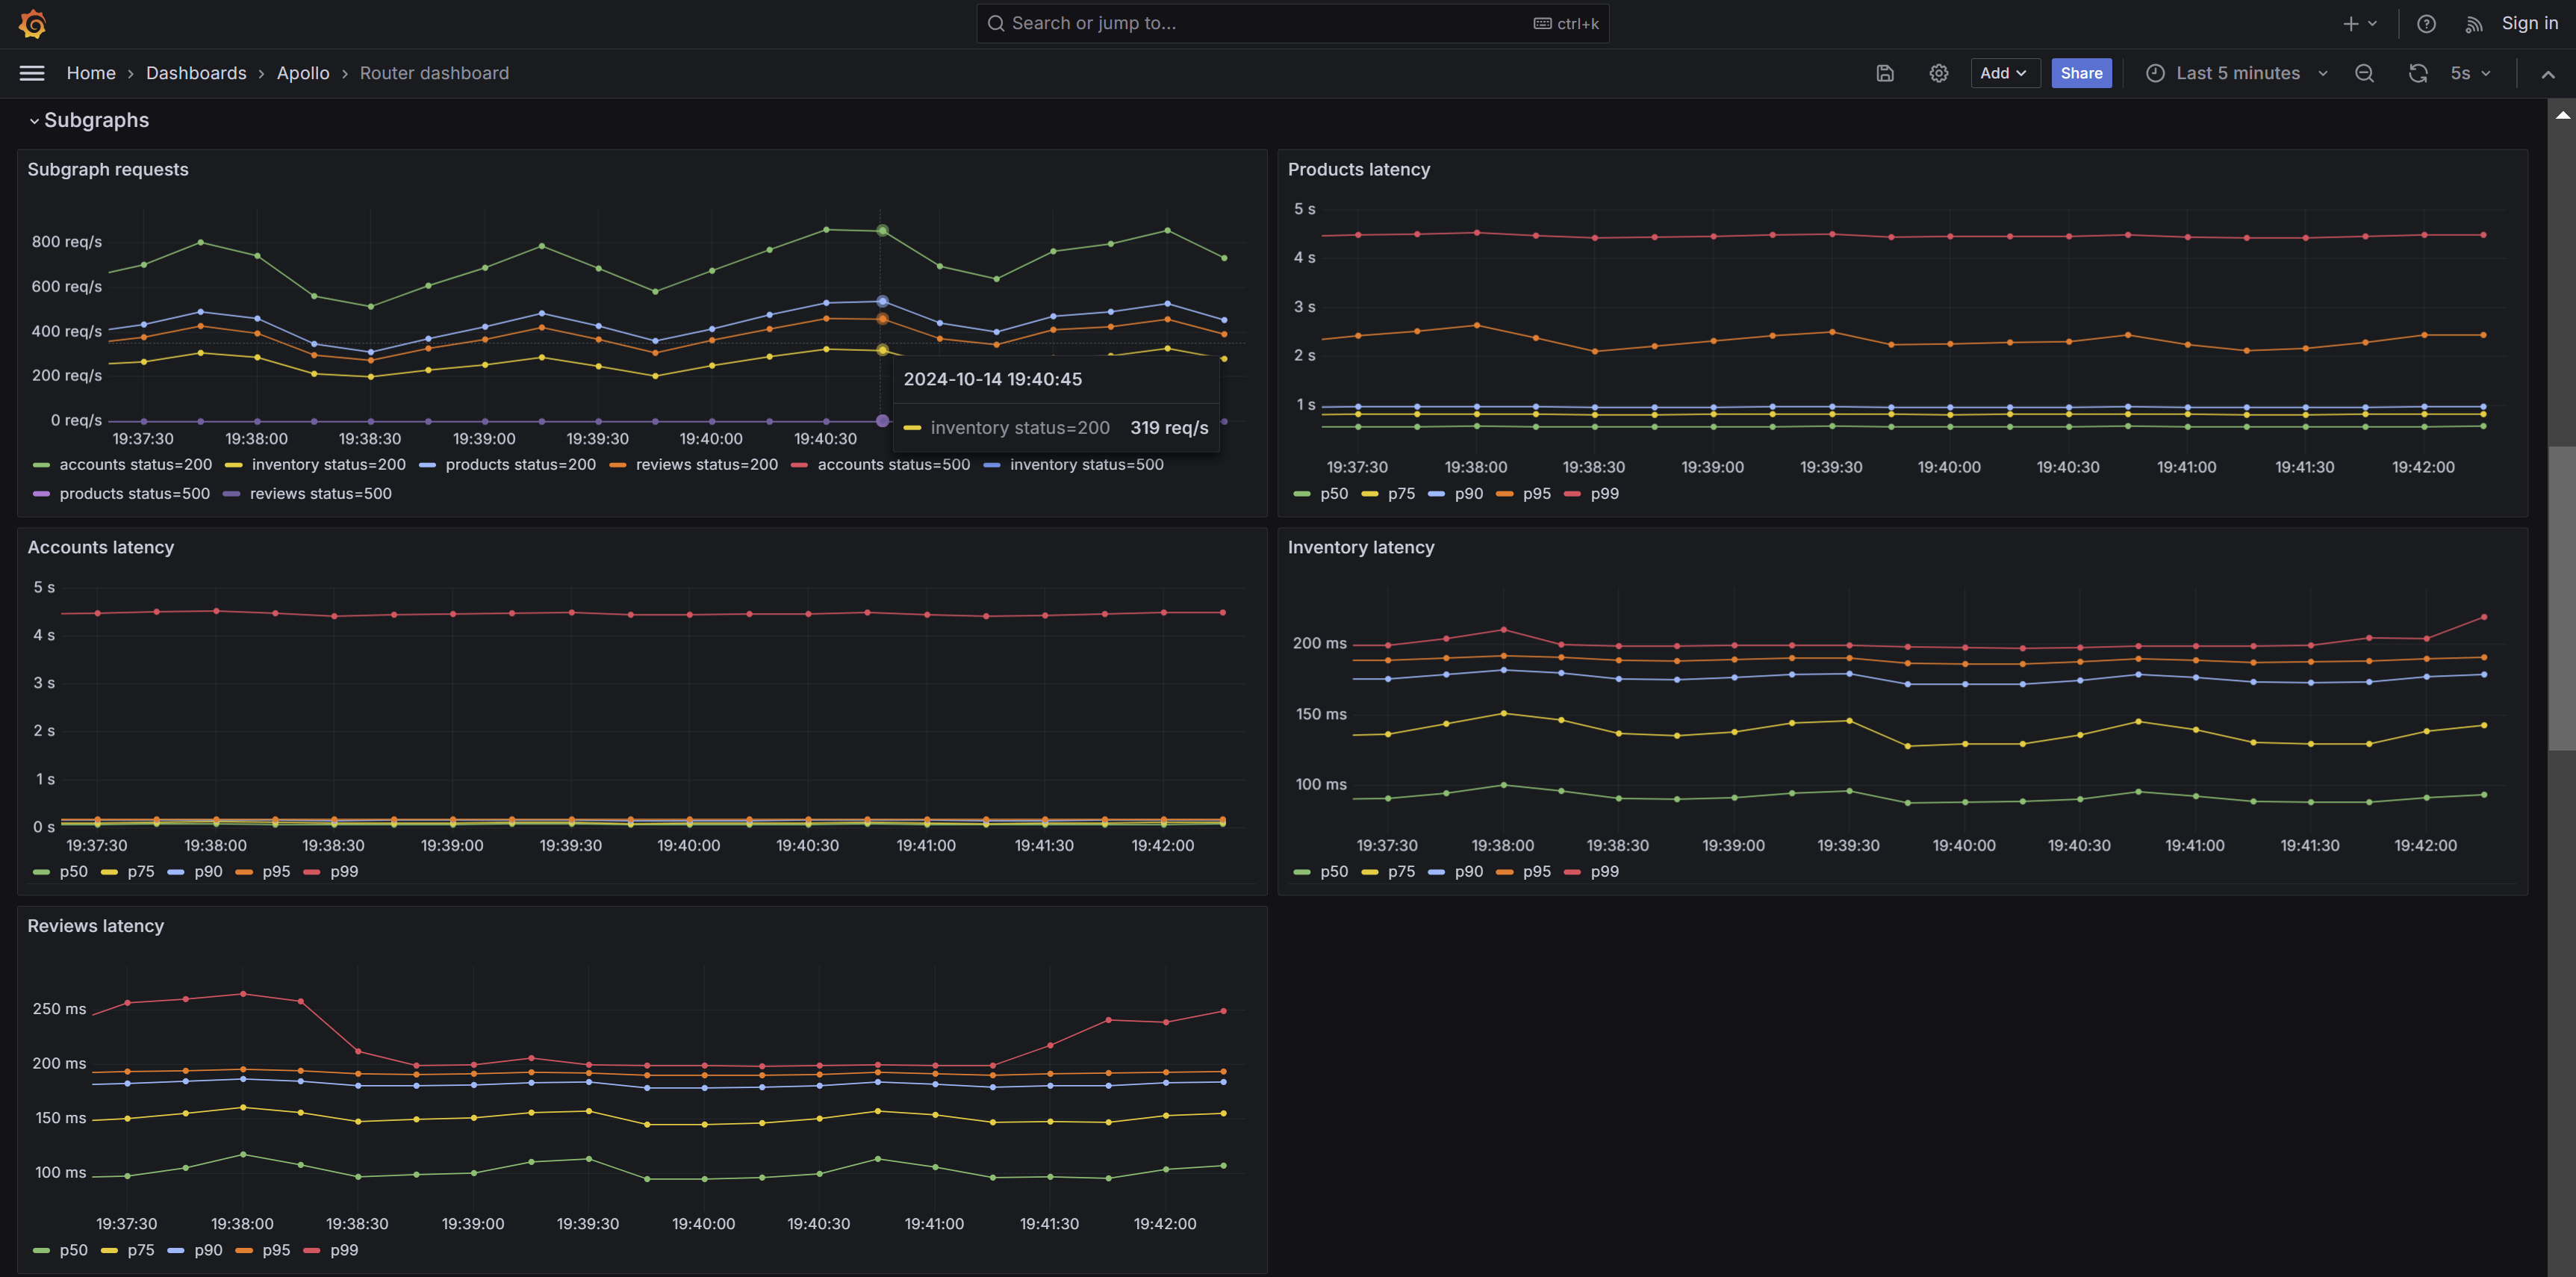 Search or jump to... ctrl+k Sign in
Home › Dashboards › Apollo › Router dashboard Add Share Last 5 minutes 5s
Subgraphs
Subgraph requests
800 req/s
600 req/s
400 req/s
200 req/s
0 req/s
19:37:30 19:38:00 19:38:30 19:39:00 19:39:30 19:40:00 19:40:30
2024-10-14 19:40:45
inventory status=200 319 req/s
accounts status=200 inventory status=200 products status=200 reviews status=200 accounts status=500 inventory status=500
products status=500 reviews status=500
Products latency
5 s
4 s
3 s
2 s
1 s
19:37:30 19:38:00 19:38:30 19:39:00 19:39:30 19:40:00 19:40:30 19:41:00 19:41:30 19:42:00
p50 p75 p90 p95 p99
Accounts latency
5 s
4 s
3 s
2 s
1 s
0 s
19:37:30 19:38:00 19:38:30 19:39:00 19:39:30 19:40:00 19:40:30 19:41:00 19:41:30 19:42:00
p50 p75 p90 p95 p99
Inventory latency
200 ms
150 ms
100 ms
19:37:30 19:38:00 19:38:30 19:39:00 19:39:30 19:40:00 19:40:30 19:41:00 19:41:30 19:42:00
p50 p75 p90 p95 p99
Reviews latency
250 ms
200 ms
150 ms
100 ms
19:37:30 19:38:00 19:38:30 19:39:00 19:39:30 19:40:00 19:40:30 19:41:00 19:41:30 19:42:00
p50 p75 p90 p95 p99